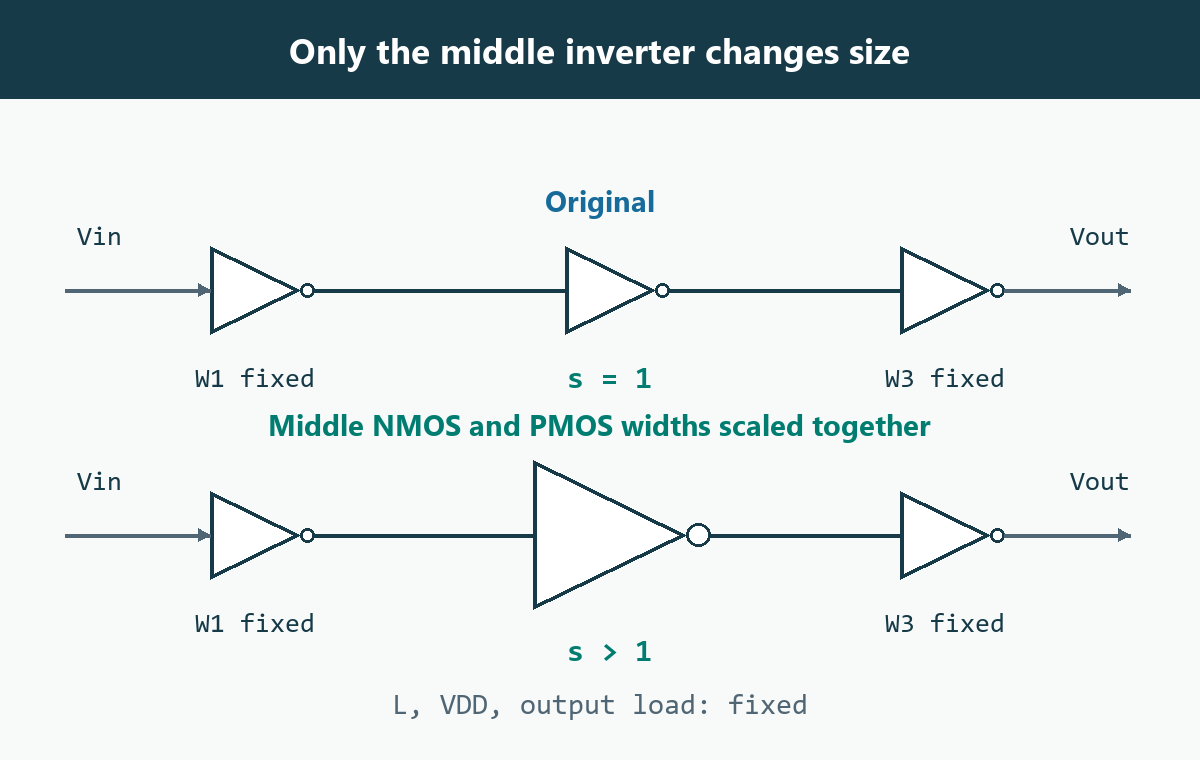 Only the middle inverter changes size
Original
Vin
Vout
W1 fixed
s = 1
W3 fixed
Middle NMOS and PMOS widths scaled together
Vin
Vout
W1 fixed
W3 fixed
s > 1
L, VDD, output load: fixed